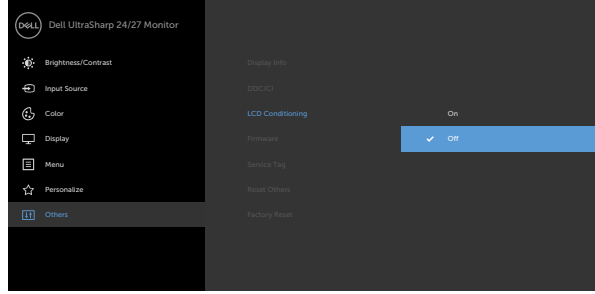 DELL Dell UltraSharp 24/27 Monitor
Brightness/Contrast
Input Source
Color
Display
Menu
Personalize
Others
Display Info
DDC/CI
LCD Conditioning
Firmware
Service Tag
Reset Others
Factory Reset
On
Off